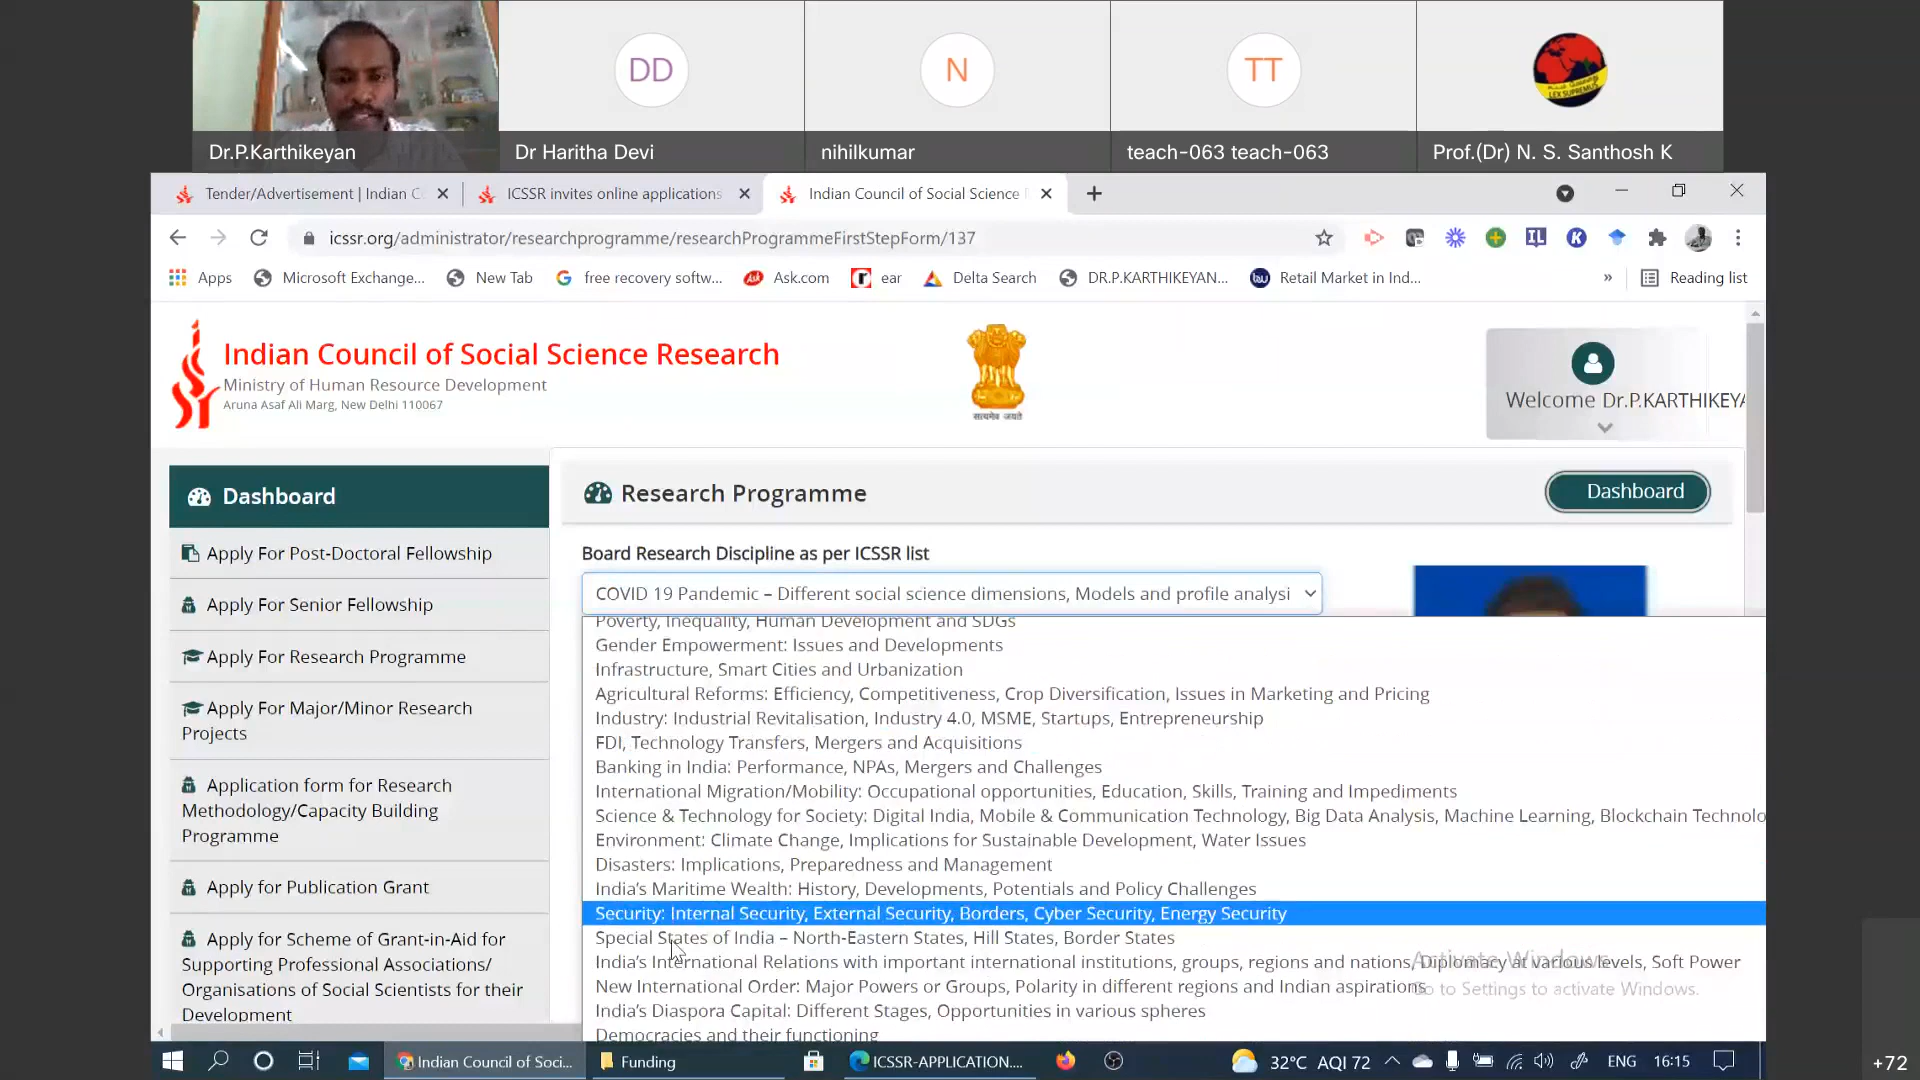 DD
N
TT
LEX SUPREMUS
Dr.P.Karthikeyan
Dr Haritha Devi
nihilkumar
teach-063 teach-063
Prof.(Dr) N. S. Santhosh K
Tender/Advertisement | Indian C
ICSSR invites online applications
Indian Council of Social Science
icssr.org/administrator/researchprogramme/researchProgrammeFirstStepForm/137
Apps
Microsoft Exchange...
New Tab
free recovery softw...
Ask.com
ear
Delta Search
DR.P.KARTHIKEYAN...
Retail Market in Ind...
»
Reading list
Indian Council of Social Science Research
Ministry of Human Resource Development
Aruna Asaf Ali Marg, New Delhi 110067
सत्यमेव जयते
Welcome Dr.P.KARTHIKEYA
Dashboard
Apply For Post-Doctoral Fellowship
Apply For Senior Fellowship
Apply For Research Programme
Apply For Major/Minor Research
Projects
Application form for Research
Methodology/Capacity Building
Programme
Apply for Publication Grant
Apply for Scheme of Grant-in-Aid for
Supporting Professional Associations/
Organisations of Social Scientists for their
Development
Research Programme
Dashboard
Board Research Discipline as per ICSSR list
COVID 19 Pandemic – Different social science dimensions, Models and profile analysi
Poverty, Inequality, Human Development and SDGs
Gender Empowerment: Issues and Developments
Infrastructure, Smart Cities and Urbanization
Agricultural Reforms: Efficiency, Competitiveness, Crop Diversification, Issues in Marketing and Pricing
Industry: Industrial Revitalisation, Industry 4.0, MSME, Startups, Entrepreneurship
FDI, Technology Transfers, Mergers and Acquisitions
Banking in India: Performance, NPAs, Mergers and Challenges
International Migration/Mobility: Occupational opportunities, Education, Skills, Training and Impediments
Science & Technology for Society: Digital India, Mobile & Communication Technology, Big Data Analysis, Machine Learning, Blockchain Technolo
Environment: Climate Change, Implications for Sustainable Development, Water Issues
Disasters: Implications, Preparedness and Management
India's Maritime Wealth: History, Developments, Potentials and Policy Challenges
Security: Internal Security, External Security, Borders, Cyber Security, Energy Security
Special States of India – North-Eastern States, Hill States, Border States
India's International Relations with important international institutions, groups, regions and nations, Diplomacy at various levels, Soft Power
New International Order: Major Powers or Groups, Polarity in different regions and Indian aspirations
India's Diaspora Capital: Different Stages, Opportunities in various spheres
Democracies and their functioning
Activate Windows
Go to Settings to activate Windows.
Indian Council of Soci...
Funding
ICSSR-APPLICATION....
32°C AQI 72
ENG
16:15
+72